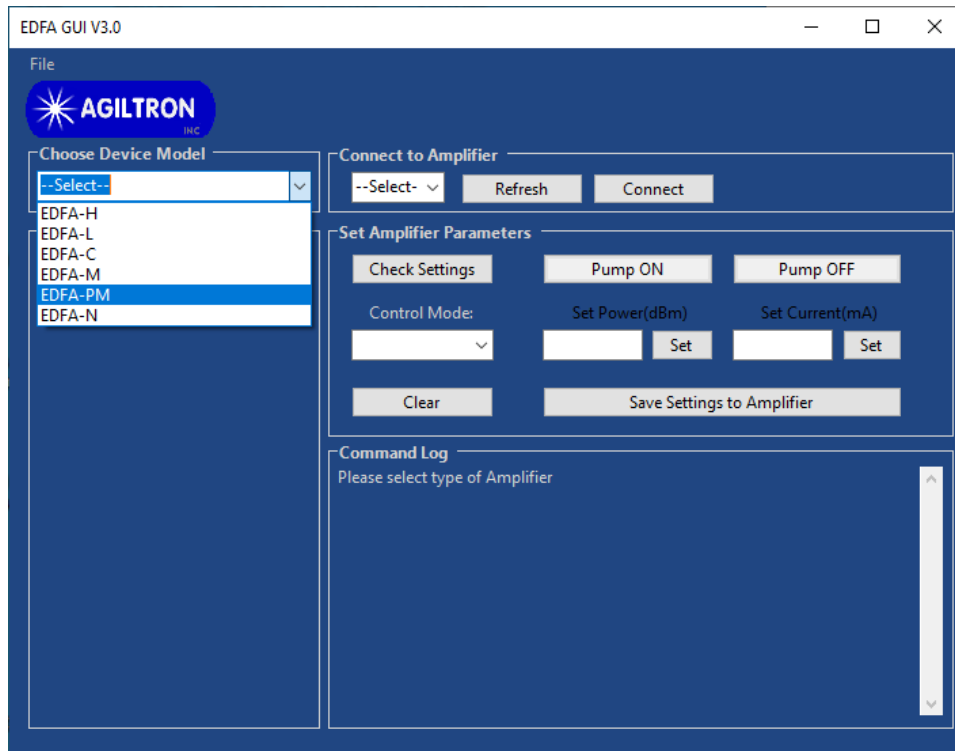 EDFA GUI V3.0
File
AGILTRON
INC
Choose Device Model
--Select--
EDFA-H
EDFA-L
EDFA-C
EDFA-M
EDFA-PM
EDFA-N
Connect to Amplifier
--Select- Refresh Connect
Set Amplifier Parameters
Check Settings Pump ON Pump OFF
Control Mode: Set Power(dBm) Set Current(mA)
Set Set
Clear Save Settings to Amplifier
Command Log
Please select type of Amplifier